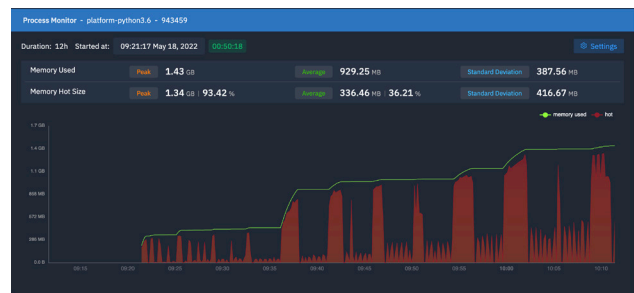 Process Monitor - platform-python3.6 - 943459
Duration: 12h Started at: 09:21:17 May 18, 2022 00:50:18 Settings
Memory Used Peak 1.43 GB Average 929.25 MB Standard Deviation 387.56 MB
Memory Hot Size Peak 1.34 GB | 93.42 % Average 336.46 MB | 36.21 % Standard Deviation 416.67 MB
memory used hot
1.7 GB
1.4 GB
1.1 GB
858 MB
572 MB
286 MB
0.0 B
09:15 09:20 09:25 09:30 09:35 09:40 09:45 09:50 09:55 10:00 10:05 10:10